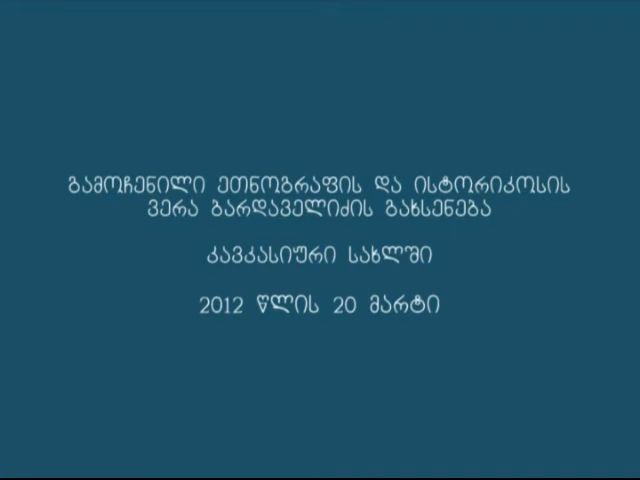 გამოჩენილი ეთნოგრაფის და ისტორიკოსის
ვერა ბარდაველიძის გახსენება
კავკასიური სახლში
2012 წლის 20 მარტი